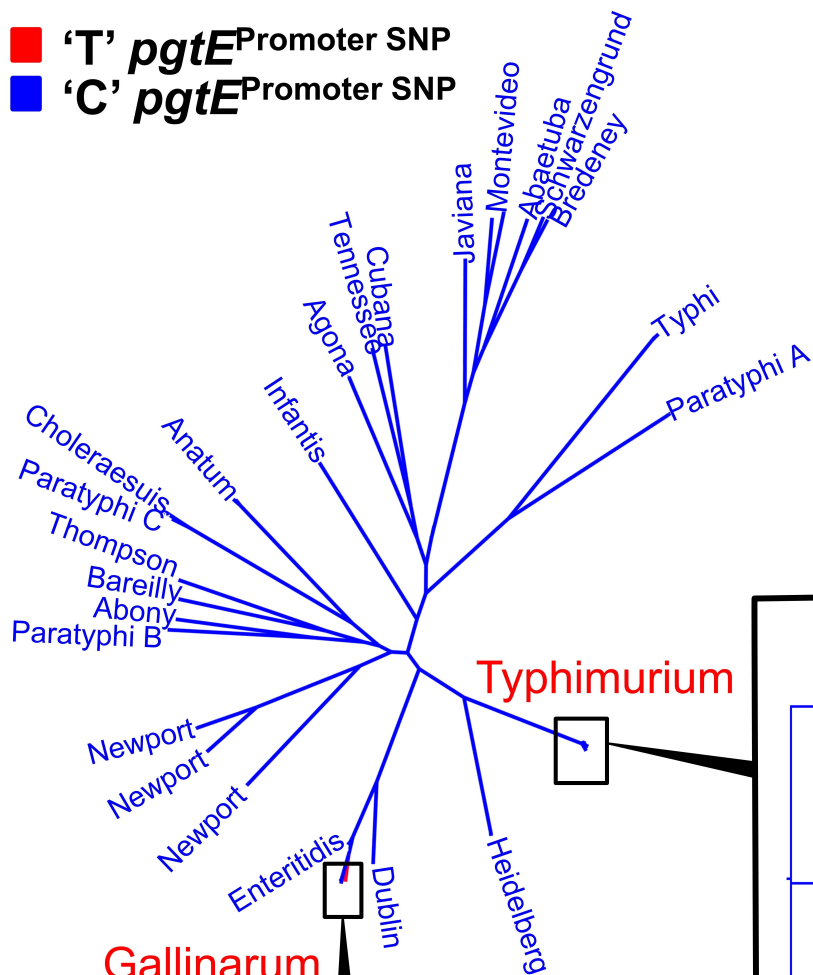 ‘T’ pgtE Promoter SNP
‘C’ pgtE Promoter SNP
Javiana
Montevideo
Abaetuba
Schwarzengrund
Bredeney
Cubana
Tennessee
Agona
Typhi
Paratyphi A
Infantis
Anatum
Choleraesuis
Paratyphi C
Thompson
Bareilly
Abony
Paratyphi B
Typhimurium
Newport
Newport
Newport
Enteritidis
Dublin
Heidelberg
Gallinarum